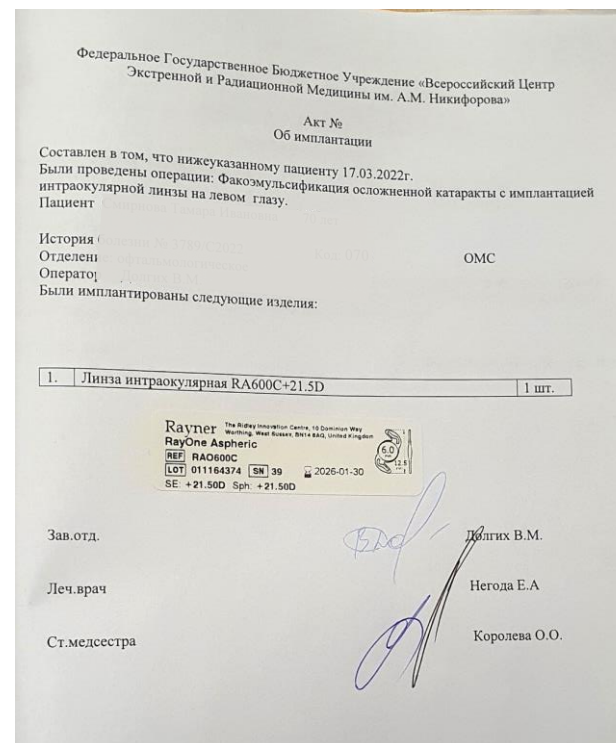 Федеральное Государственное Бюджетное Учреждение «Всероссийский Центр
Экстренной и Радиационной Медицины им. А.М. Никифорова»
Акт №
Об имплантации
Составлен в том, что нижеуказанному пациенту 17.03.2022г.
Были проведены операции: Факоэмульсификация осложненной катаракты с имплантацией
интраокулярной линзы на левом глазу.
Пациент
История
Отделени
ОМС
Оператор
Были имплантированы следующие изделия:
1. Линза интраокулярная RA600C+21.5D 1 шт.
Rayner The Ridley Innovation Centre, 10 Dominion Way
Worthing, West Sussex, BN14 8AQ, United Kingdom
RayOne Aspheric
REF RAO600C
LOT 011164374 SN 39 2026-01-30
SE: +21.50D Sph: +21.50D
6.0
12.5
Зав.отд. Долгих В.М.
Леч.врач Негода Е.А
Ст.медсестра Королева О.О.